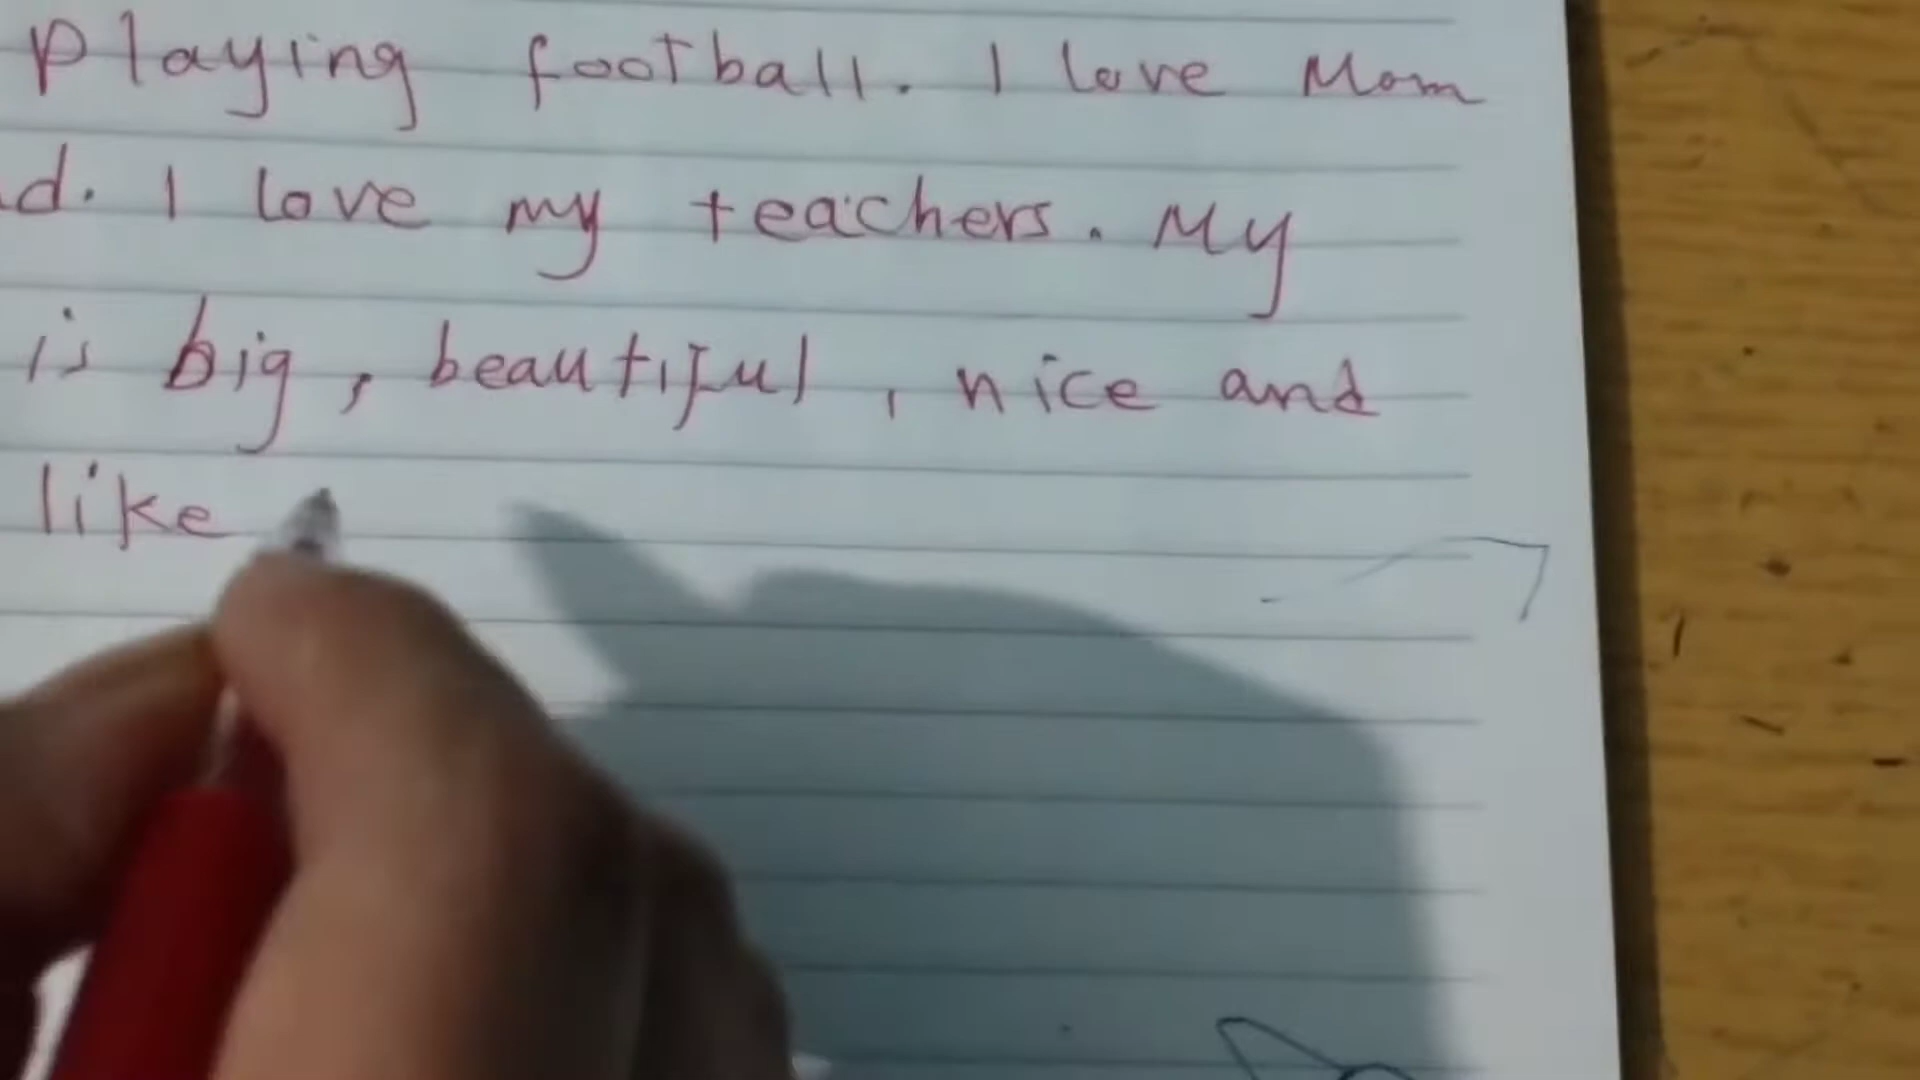 playing football. I love Mom
d. I love my teachers. My
is big, beautiful, nice and
like